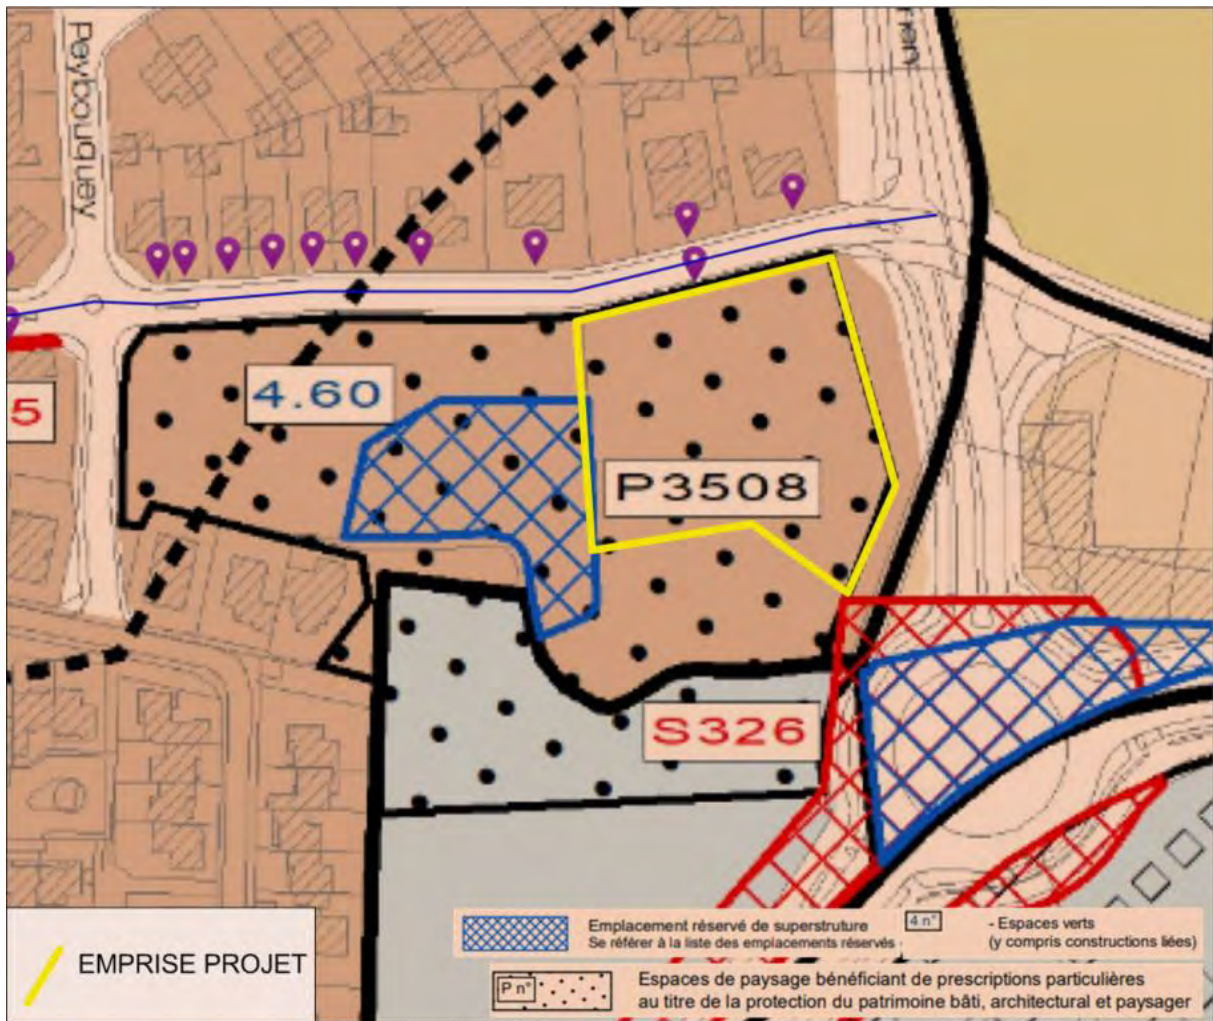 Peybouquey
4.60
5
P3508
S326
EMPRISE PROJET
Emplacement réservé de superstruture
Se référer à la liste des emplacements réservés
4 n°
- Espaces verts
(y compris constructions liées)
P n°
Espaces de paysage bénéficiant de prescriptions particulières
au titre de la protection du patrimoine bâti, architectural et paysager